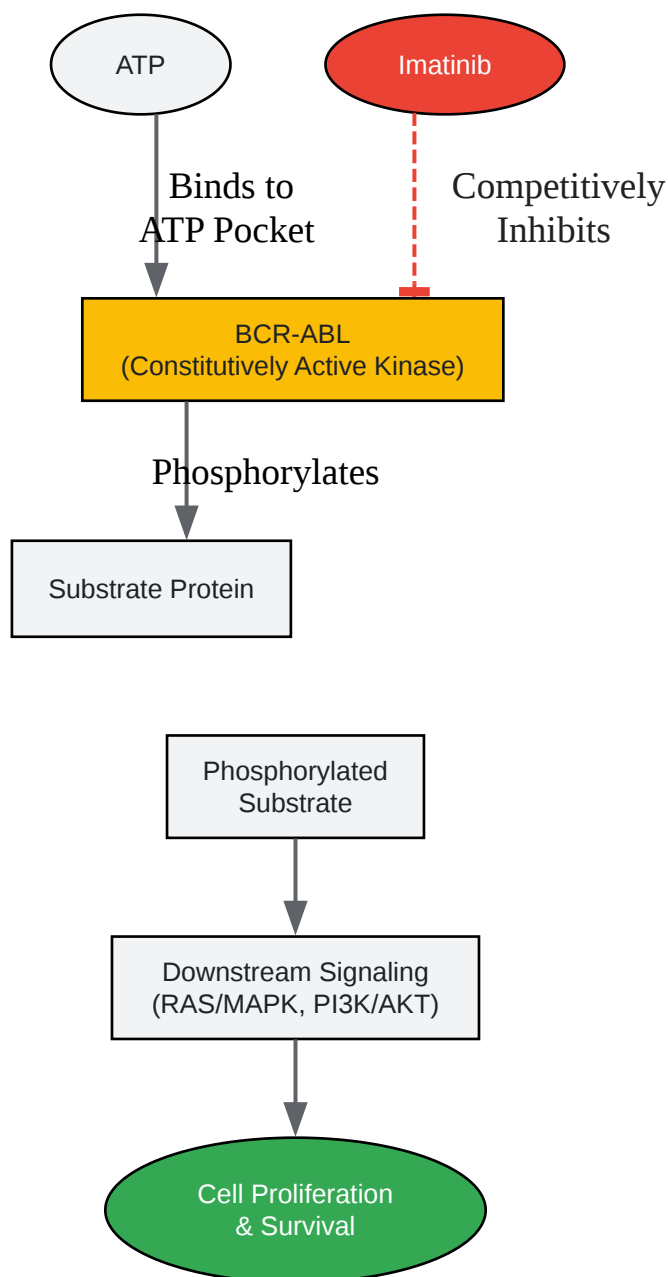 ATP
Imatinib
Binds to
ATP Pocket
Competitively
Inhibits
BCR-ABL
(Constitutively Active Kinase)
Phosphorylates
Substrate Protein
Phosphorylated
Substrate
Downstream Signaling
(RAS/MAPK, PI3K/AKT)
Cell Proliferation
& Survival